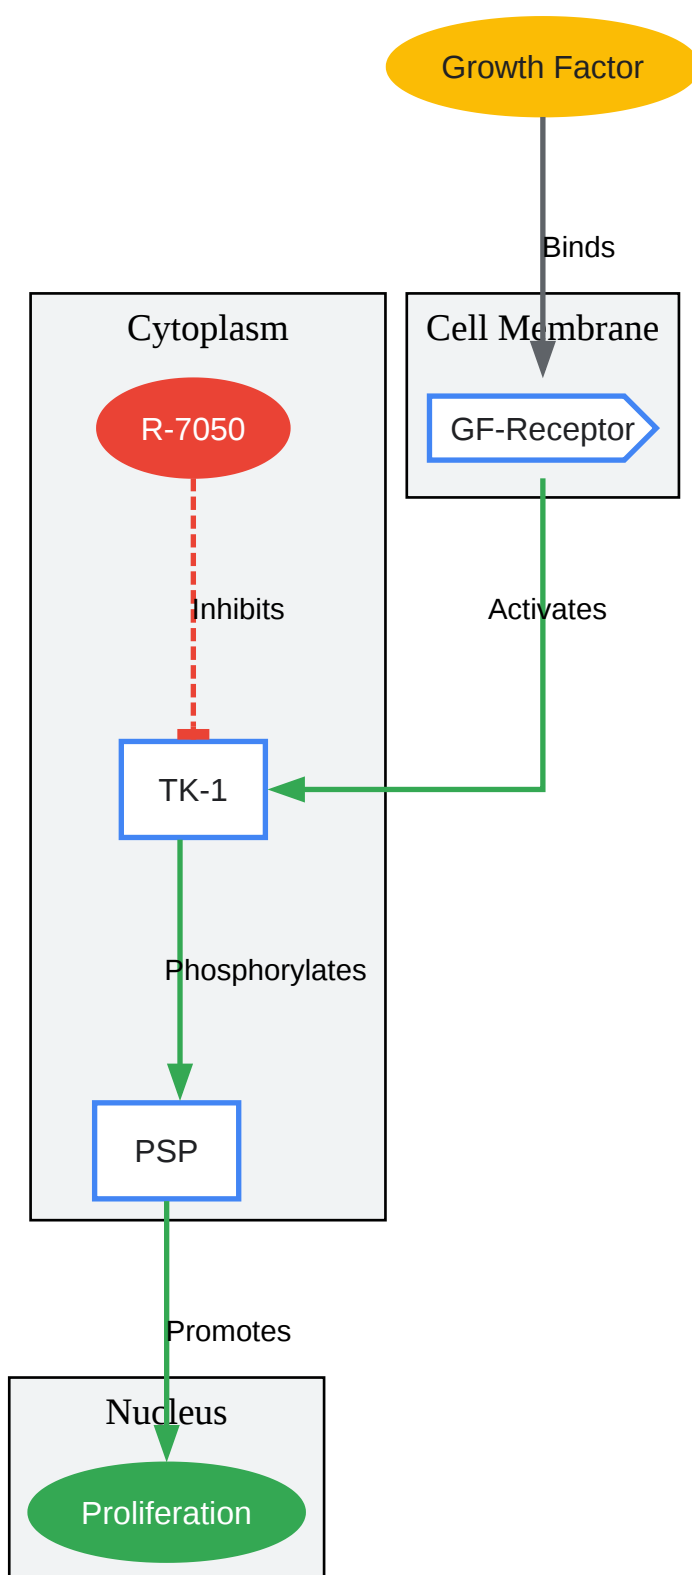 Growth Factor
Binds
Cytoplasm
Cell Membrane
R-7050
GF-Receptor
Inhibits
Activates
TK-1
Phosphorylates
PSP
Promotes
Nucleus
Proliferation